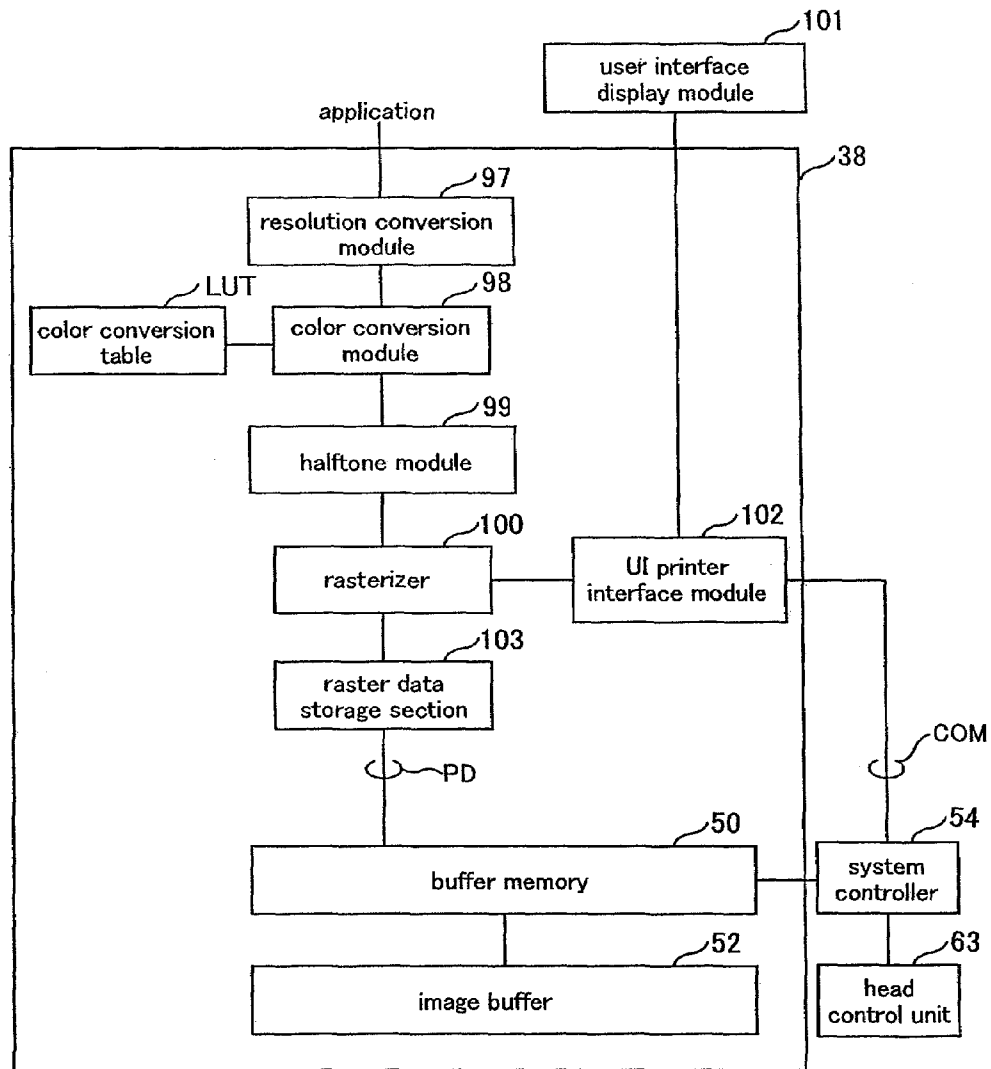 101
user interface
display module
application
38
97
resolution conversion
module
LUT
98
color conversion
table
color conversion
module
99
halftone module
100
rasterizer
102
UI printer
interface module
103
raster data
storage section
PD
COM
50
buffer memory
54
system
controller
52
image buffer
63
head
control unit